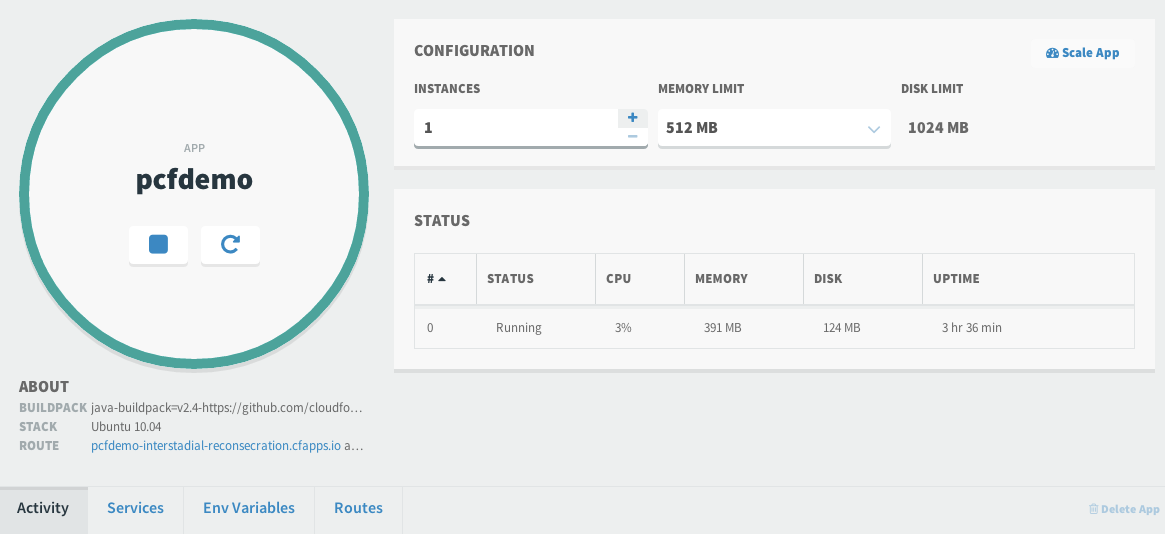 APP
pcfdemo
CONFIGURATION
Scale App
INSTANCES MEMORY LIMIT DISK LIMIT
1 + − 512 MB 1024 MB
STATUS
# STATUS CPU MEMORY DISK UPTIME
0 Running 3% 391 MB 124 MB 3 hr 36 min
ABOUT
BUILDPACK java-buildpack=v2.4-https://github.com/cloudfo…
STACK Ubuntu 10.04
ROUTE pcfdemo-interstadial-reconsecration.cfapps.io a…
Activity Services Env Variables Routes Delete App